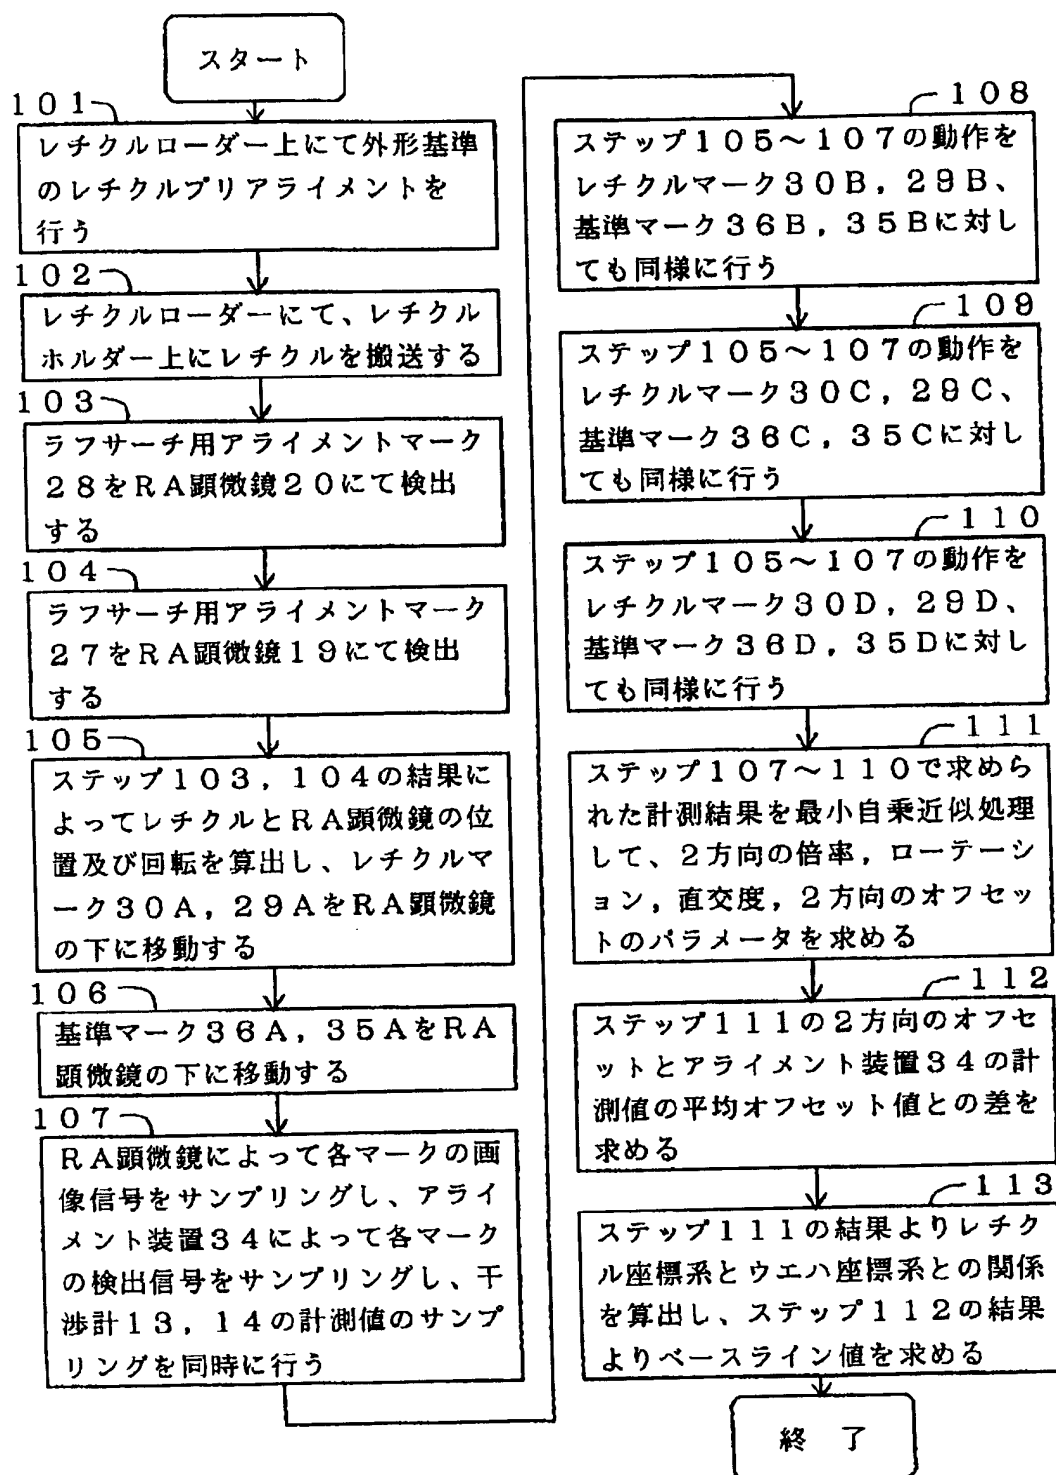 スタート
101
レチクルローダー上にて外形基準
のレチクルプリアライメントを
行う
102
レチクルローダーにて、レチクル
ホルダー上にレチクルを搬送する
103
ラフサーチ用アライメントマーク
28をRA顕微鏡20にて検出
する
104
ラフサーチ用アライメントマーク
27をRA顕微鏡19にて検出
する
105
ステップ103,104の結果に
よってレチクルとRA顕微鏡の位
置及び回転を算出し、レチクルマ
ーク30A,29AをRA顕微鏡
の下に移動する
106
基準マーク36A,35AをRA
顕微鏡の下に移動する
107
RA顕微鏡によって各マークの画
像信号をサンプリングし、アライ
メント装置34によって各マーク
の検出信号をサンプリングし、干
渉計13,14の計測値のサンプ
リングを同時に行う
108
ステップ105~107の動作を
レチクルマーク30B,29B、
基準マーク36B,35Bに対し
ても同様に行う
109
ステップ105~107の動作を
レチクルマーク30C,29C、
基準マーク36C,35Cに対し
ても同様に行う
110
ステップ105~107の動作を
レチクルマーク30D,29D、
基準マーク36D,35Dに対し
ても同様に行う
111
ステップ107~110で求めら
れた計測結果を最小自乗近似処理
して、2方向の倍率,ローテーシ
ョン,直交度,2方向のオフセッ
トのパラメータを求める
112
ステップ111の2方向のオフセ
ットとアライメント装置34の計
測値の平均オフセット値との差を
求める
113
ステップ111の結果よりレチク
ル座標系とウエハ座標系との関係
を算出し、ステップ112の結果
よりベースライン値を求める
終 了